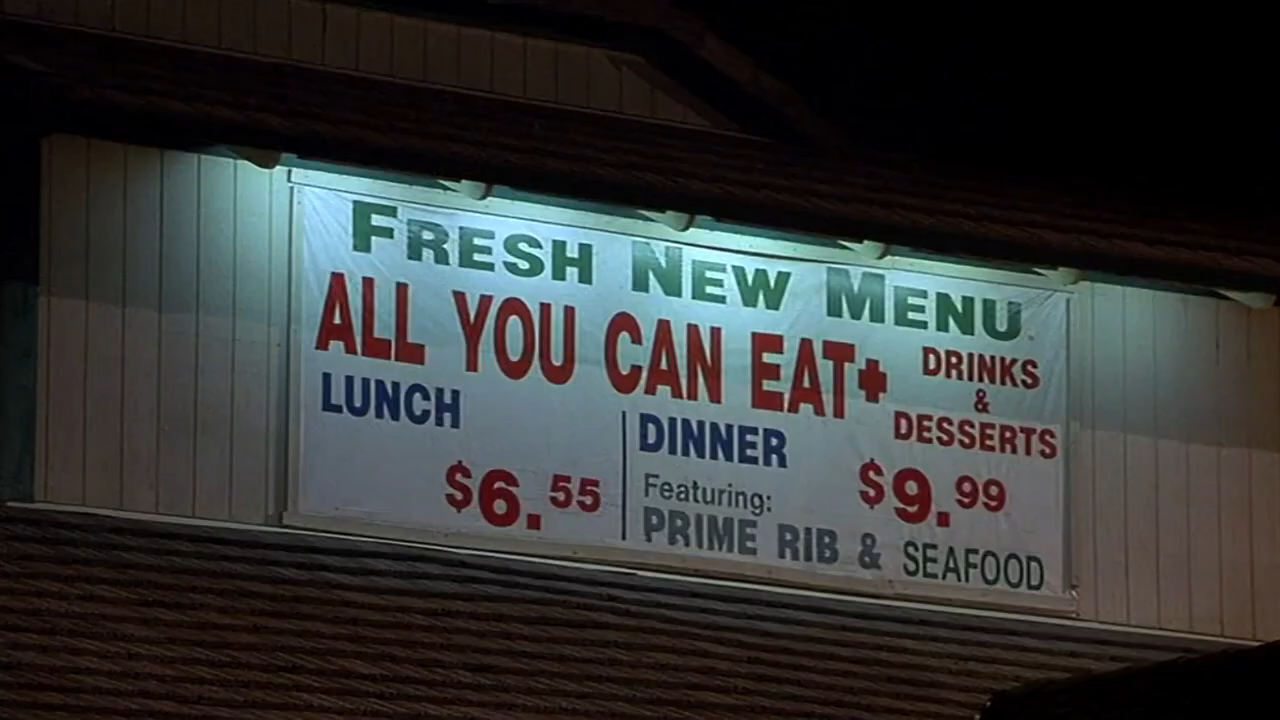 FRESH NEW MENU
ALL YOU CAN EAT+
DRINKS
&
DESSERTS
LUNCH
$6.55
DINNER
$9.99
Featuring:
PRIME RIB & SEAFOOD